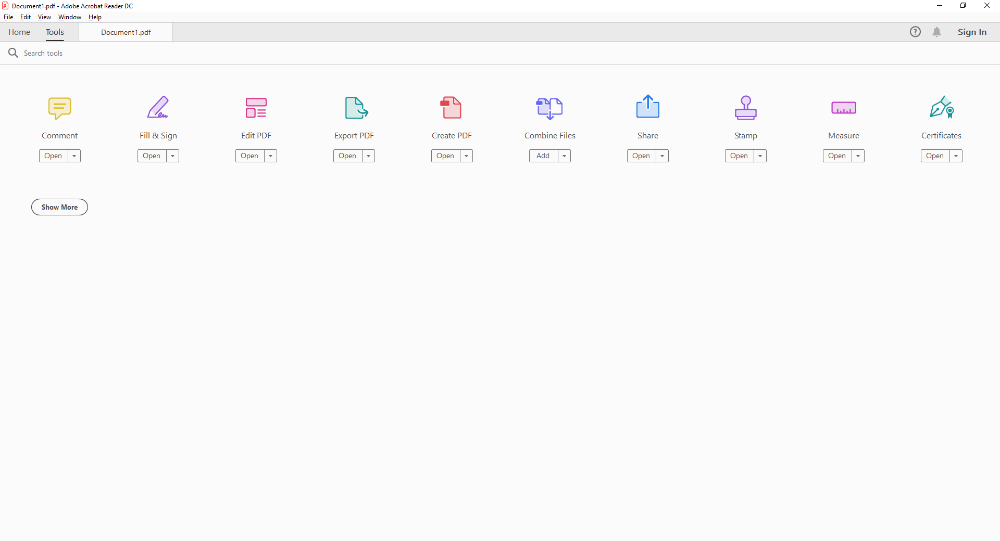 Document1.pdf - Adobe Acrobat Reader DC
File Edit View Window Help
Home Tools Document1.pdf ? Sign In
Search tools
Comment Fill & Sign Edit PDF Export PDF Create PDF Combine Files Share Stamp Measure Certificates
Open Open Open Open Open Add Open Open Open Open
Show More